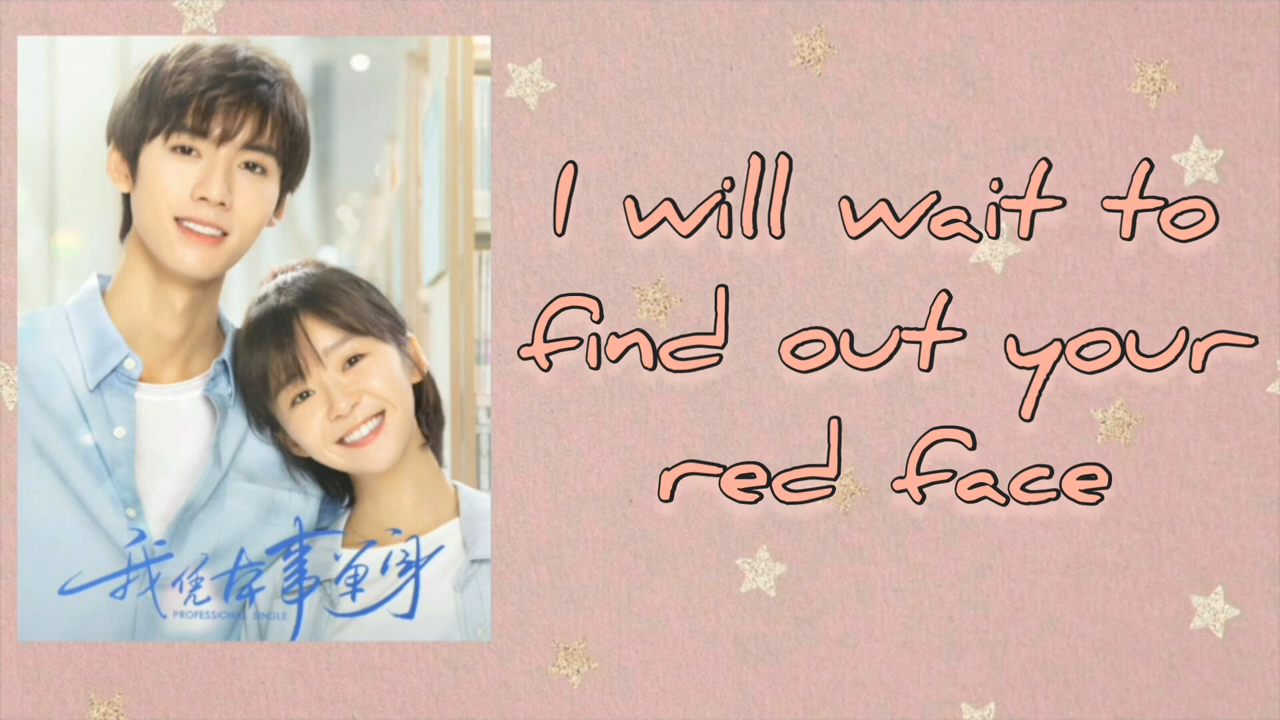 我凭本事单身
PROFESSIONAL SINGLE
I will wait to
find out your
red face